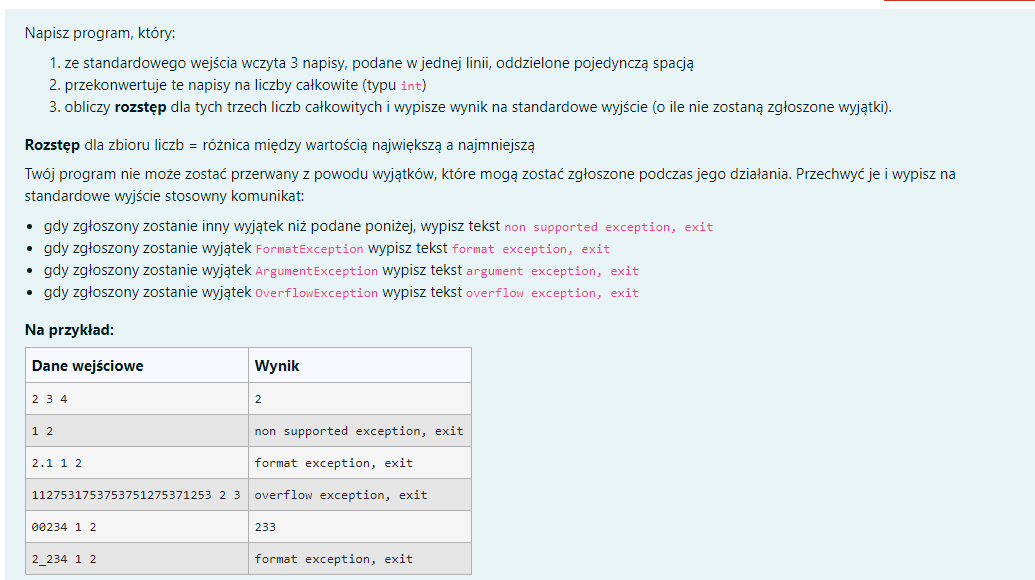 Napisz program, który:
1. ze standardowego wejścia wczyta 3 napisy, podane w jednej linii, oddzielone pojedynczą spacją
2. przekonwertuje te napisy na liczby całkowite (typu int)
3. obliczy rozstęp dla tych trzech liczb całkowitych i wypisze wynik na standardowe wyjście (o ile nie zostaną zgłoszone wyjątki).
Rozstęp dla zbioru liczb = różnica między wartością największą a najmniejszą
Twój program nie może zostać przerwany z powodu wyjątków, które mogą zostać zgłoszone podczas jego działania. Przechwyć je i wypisz na
standardowe wyjście stosowny komunikat:
• gdy zgłoszony zostanie inny wyjątek niż podane poniżej, wypisz tekst non supported exception, exit
• gdy zgłoszony zostanie wyjątek FormatException wypisz tekst format exception, exit
• gdy zgłoszony zostanie wyjątek ArgumentException wypisz tekst argument exception, exit
• gdy zgłoszony zostanie wyjątek OverflowException wypisz tekst overflow exception, exit
Na przykład:
Dane wejściowe Wynik
2 3 4 2
1 2 non supported exception, exit
2.1 1 2 format exception, exit
1127531753753751275371253 2 3 overflow exception, exit
00234 1 2 233
2_234 1 2 format exception, exit